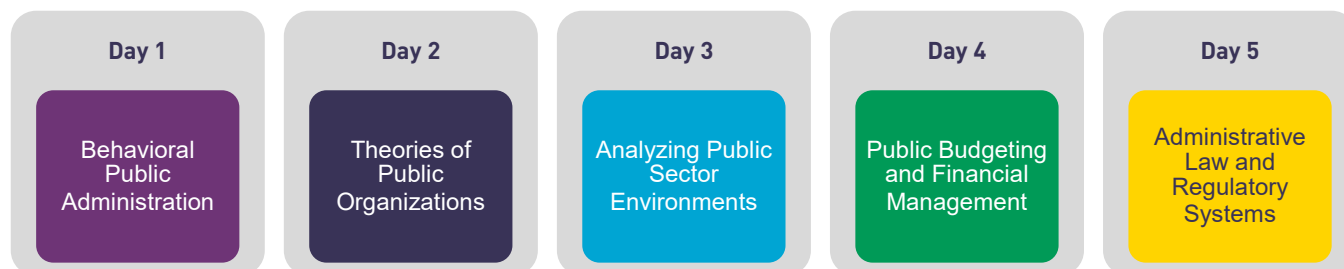 Day 1
Behavioral
Public
Administration
Day 2
Theories of
Public
Organizations
Day 3
Analyzing Public
Sector
Environments
Day 4
Public Budgeting
and Financial
Management
Day 5
Administrative
Law and
Regulatory
Systems